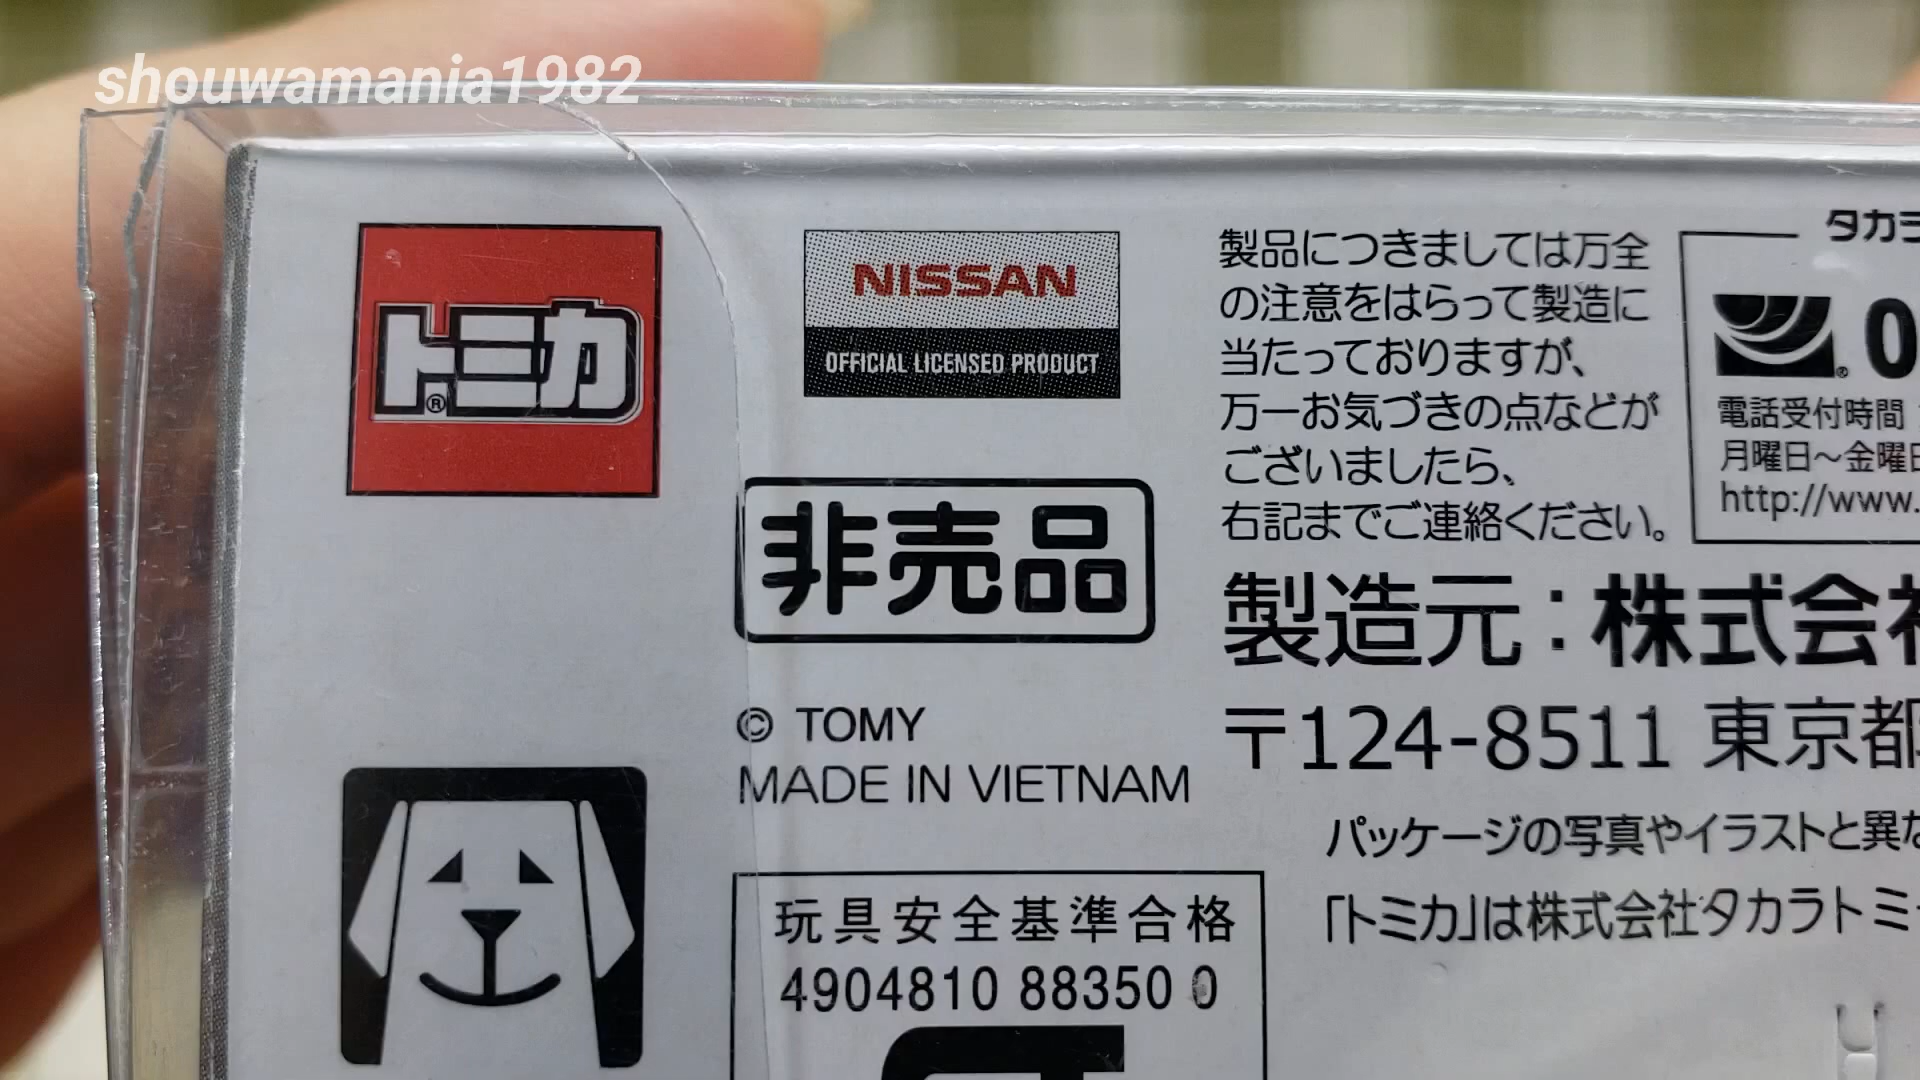 shouwamania1982
トミカ®
NISSAN
OFFICIAL LICENSED PRODUCT
非売品
© TOMY
MADE IN VIETNAM
玩具安全基準合格
4904810 88350 0
製品につきましては万全
の注意をはらって製造に
当たっておりますが、
万一お気づきの点などが
ございましたら、
右記までご連絡ください。
タカラ
0
電話受付時間
月曜日〜金曜日
http://www.
製造元：株式会社
〒124-8511 東京都
パッケージの写真やイラストと異な
「トミカ」は株式会社タカラトミー